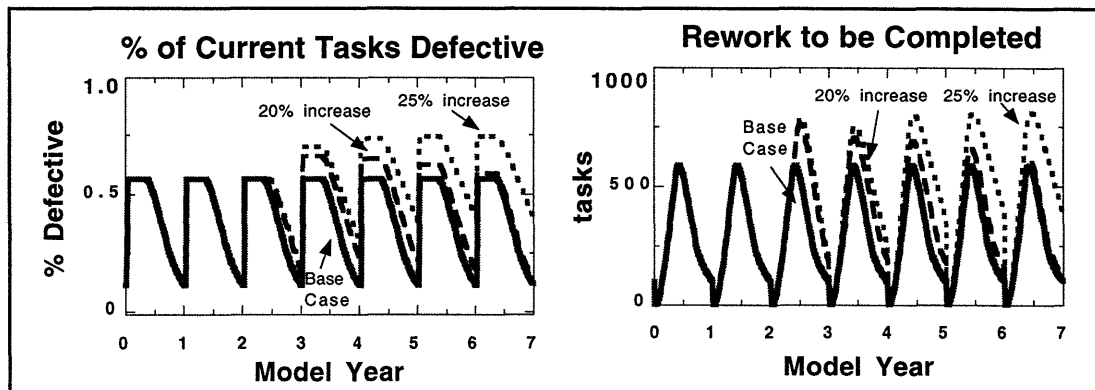 % of Current Tasks Defective
1.0
0.5
0
% Defective
20% increase
25% increase
Base
Case
0 1 2 3 4 5 6 7
Model Year
Rework to be Completed
1000
500
0
tasks
Base
Case
20% increase
25% increase
0 1 2 3 4 5 6 7
Model Year